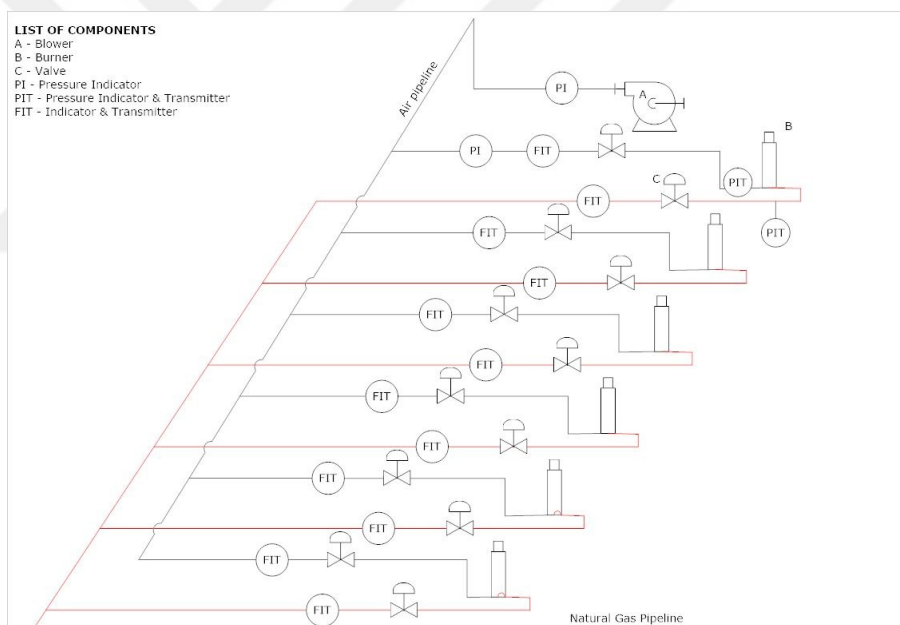 LIST OF COMPONENTS
A - Blower
B - Burner
C - Valve
PI - Pressure Indicator
PIT - Pressure Indicator & Transmitter
FIT - Indicator & Transmitter
Air pipeline
PI
A
B
PI
FIT
PIT
C
FIT
PIT
FIT
FIT
FIT
FIT
FIT
FIT
FIT
FIT
FIT
FIT
Natural Gas Pipeline